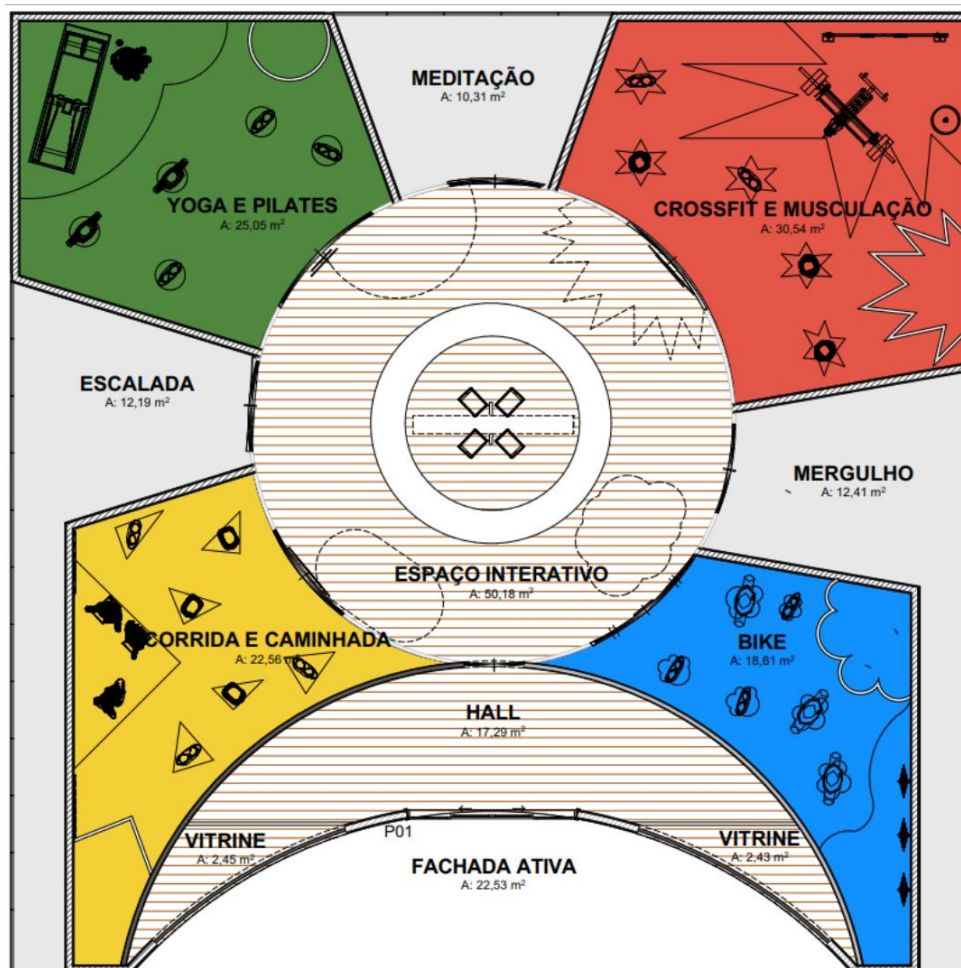 MEDITAÇÃO
A: 10,31 m²
YOGA E PILATES
A: 25,05 m²
CROSSFIT E MUSCULAÇÃO
A: 30,54 m²
ESCALADA
A: 12,19 m²
MERGULHO
A: 12,41 m²
ESPAÇO INTERATIVO
A: 50,18 m²
CORRIDA E CAMINHADA
A: 22,56 m²
BIKE
A: 18,61 m²
HALL
A: 17,29 m²
P01
VITRINE
A: 2,45 m²
VITRINE
A: 2,43 m²
FACHADA ATIVA
A: 22,53 m²